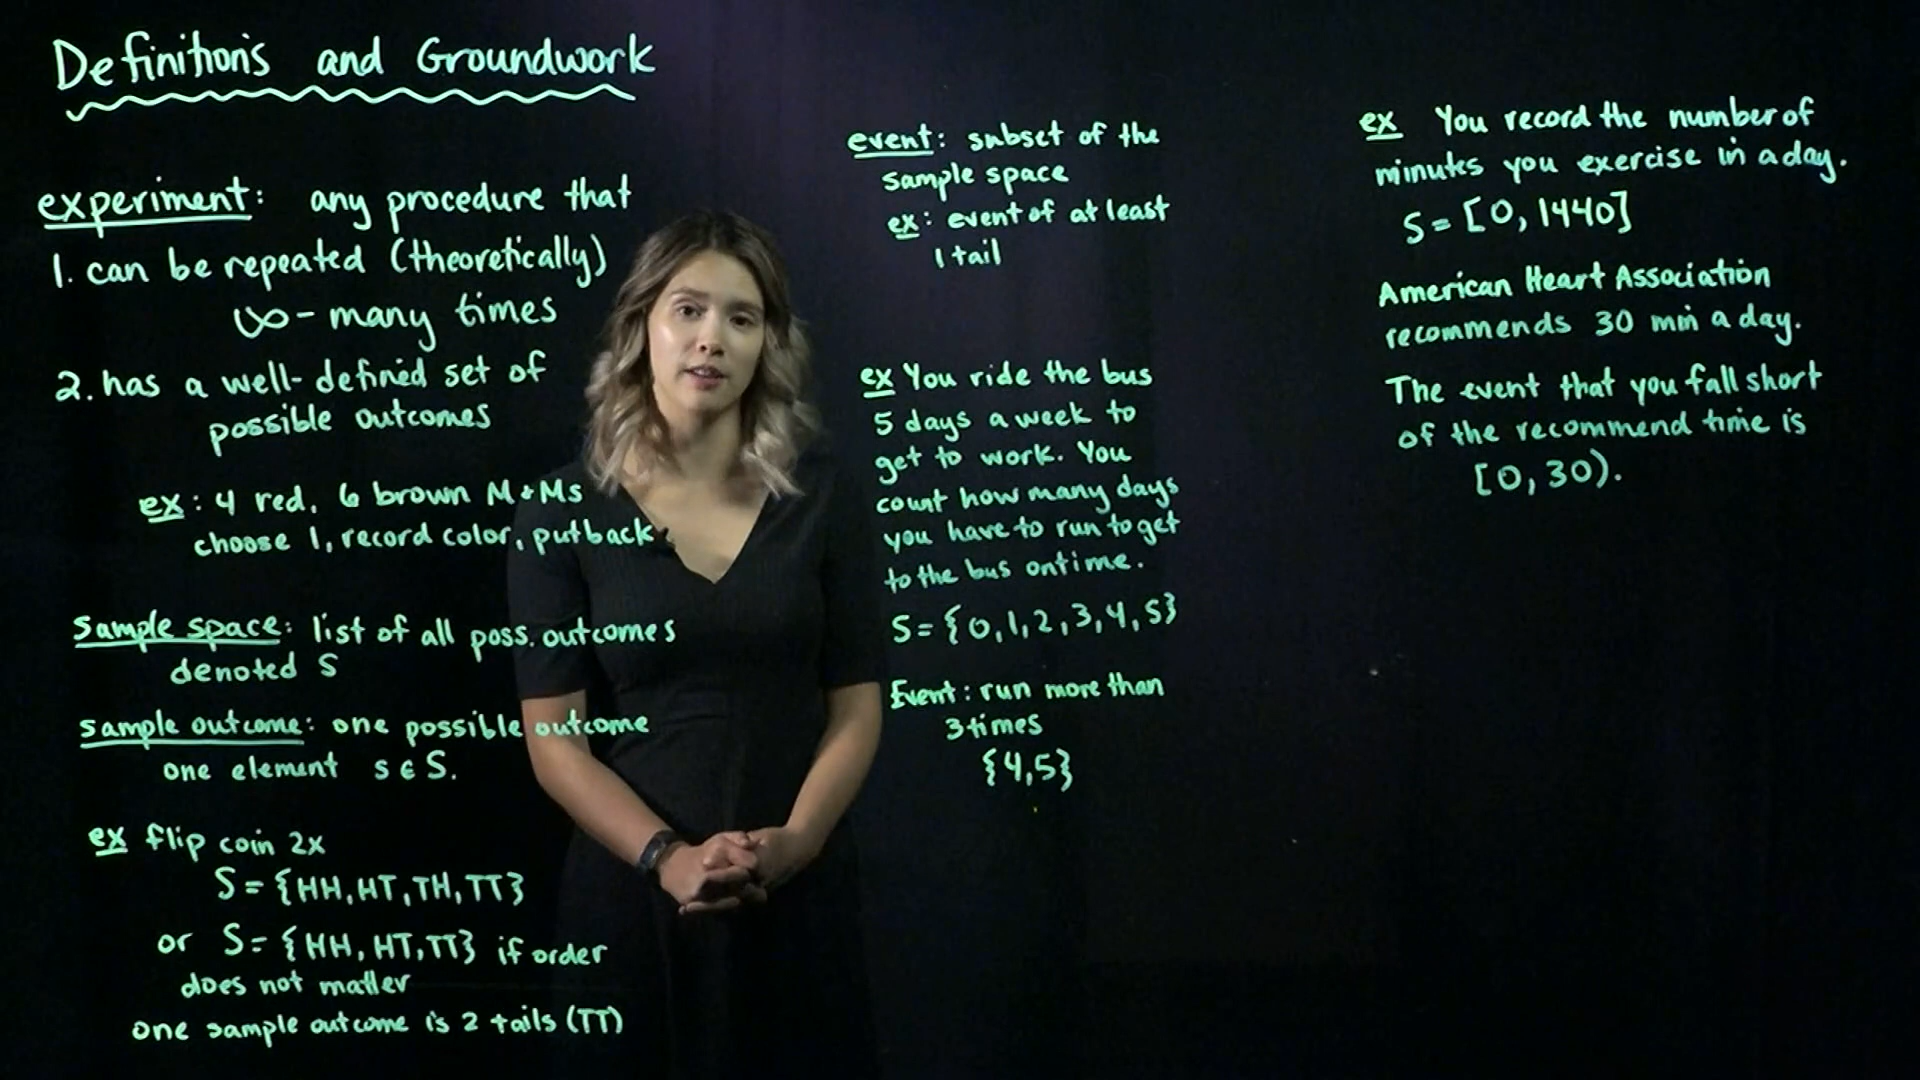 Definitions and Groundwork
experiment: any procedure that
1. can be repeated (theoretically)
∞-many times
2. has a well-defined set of
possible outcomes
ex: 4 red, 6 brown M&Ms
choose 1, record color, put back
sample space: list of all poss. outcomes
denoted S
sample outcome: one possible outcome
one element s ∈ S.
ex flip coin 2x
S = {HH, HT, TH, TT}
or S = {HH, HT, TT} if order
does not matter
one sample outcome is 2 tails (TT)
event: subset of the
sample space
ex: event of at least
1 tail
ex You ride the bus
5 days a week to
get to work. You
count how many days
you have to run to get
to the bus on time.
S = {0, 1, 2, 3, 4, 5}
Event: run more than
3 times
{4, 5}
ex You record the number of
minutes you exercise in a day.
S = [0, 1440]
American Heart Association
recommends 30 min a day.
The event that you fall short
of the recommend time is
[0, 30).